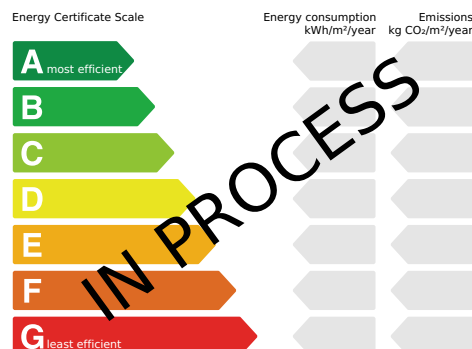 Energy Certificate Scale
Energy consumption
kWh/m²/year
Emissions
kg CO₂/m²/year
A most efficient
B
C
D
E
F
G least efficient
IN PROCESS